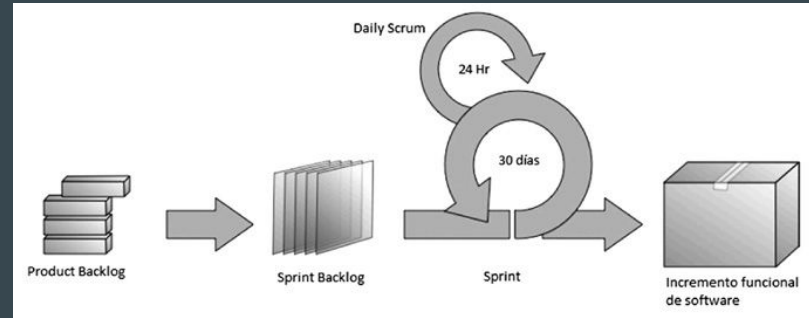 Daily Scrum
24 Hr
30 días
Product Backlog
Sprint Backlog
Sprint
Incremento funcional
de software